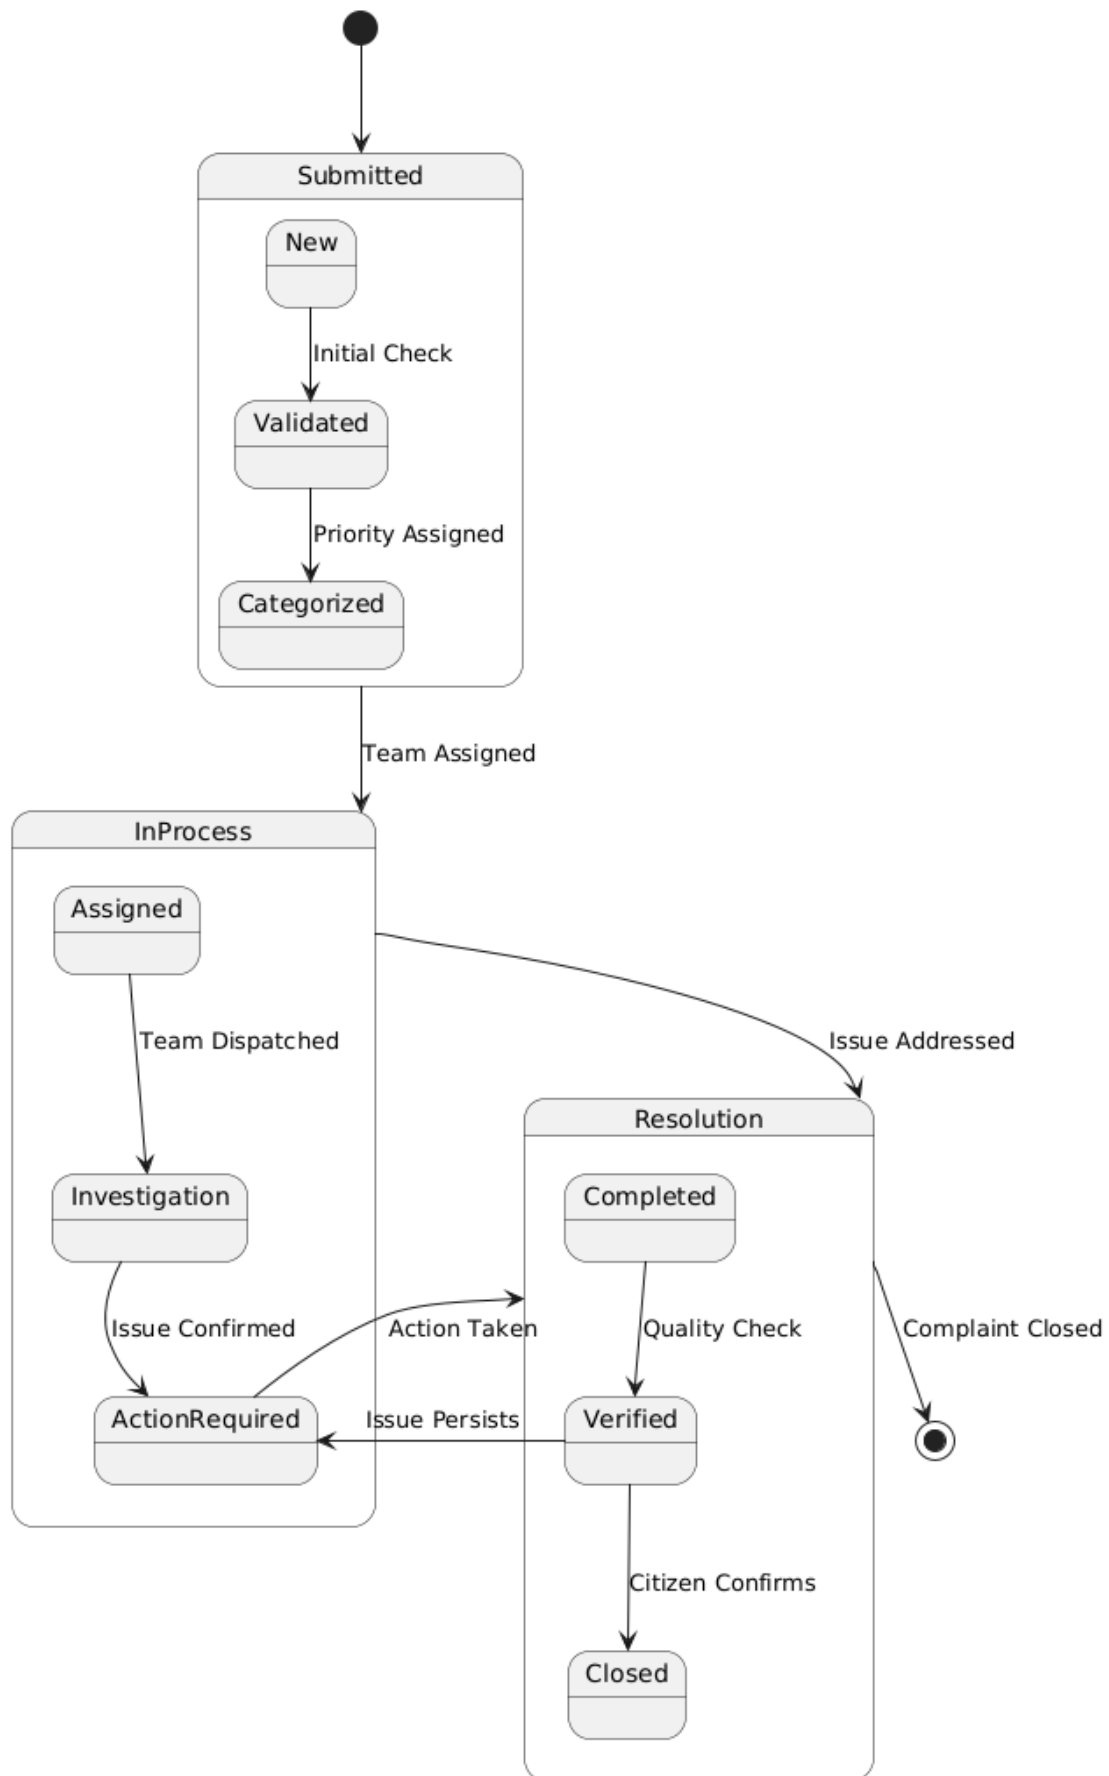 Submitted
New
Initial Check
Validated
Priority Assigned
Categorized
Team Assigned
InProcess
Assigned
Team Dispatched
Issue Addressed
Resolution
Investigation
Completed
Issue Confirmed
Action Taken
Quality Check
Complaint Closed
ActionRequired
Issue Persists
Verified
Citizen Confirms
Closed